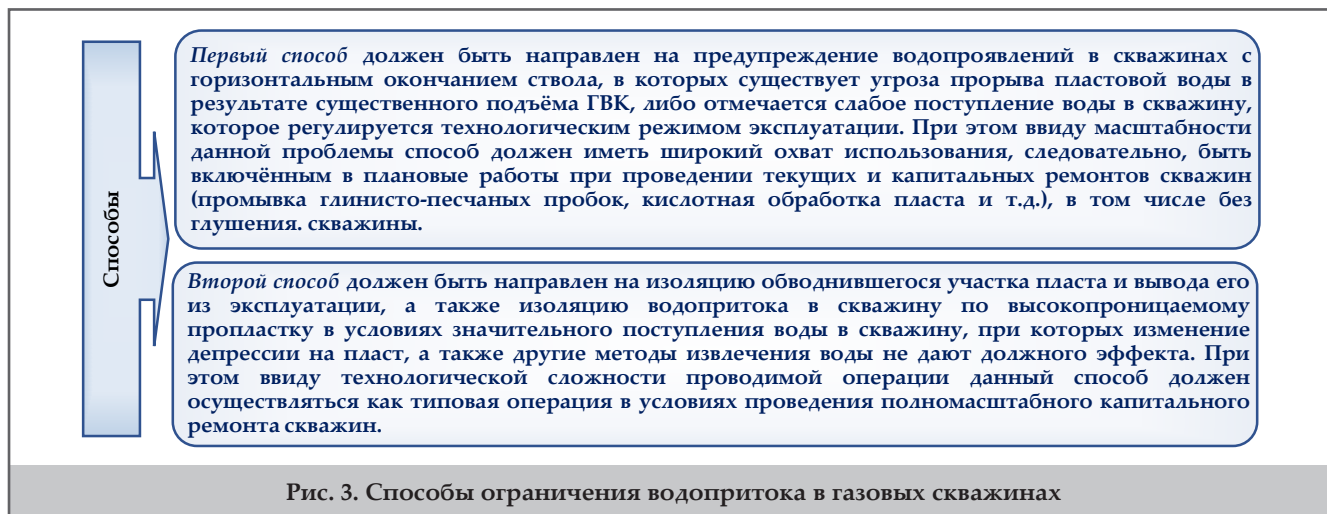 Способы
Первый способ должен быть направлен на предупреждение водопроявлений в скважинах с
горизонтальным окончанием ствола, в которых существует угроза прорыва пластовой воды в
результате существенного подъёма ГВК, либо отмечается слабое поступление воды в скважину,
которое регулируется технологическим режимом эксплуатации. При этом ввиду масштабности
данной проблемы способ должен иметь широкий охват использования, следовательно, быть
включённым в плановые работы при проведении текущих и капитальных ремонтов скважин
(промывка глинисто-песчаных пробок, кислотная обработка пласта и т.д.), в том числе без
глушения. скважины.
Второй способ должен быть направлен на изоляцию обводнившегося участка пласта и вывода его
из эксплуатации, а также изоляцию водопритока в скважину по высокопроницаемому
пропластку в условиях значительного поступления воды в скважину, при которых изменение
депрессии на пласт, а также другие методы извлечения воды не дают должного эффекта. При
этом ввиду технологической сложности проводимой операции данный способ должен
осуществляться как типовая операция в условиях проведения полномасштабного капитального
ремонта скважин.
Рис. 3. Способы ограничения водопритока в газовых скважинах